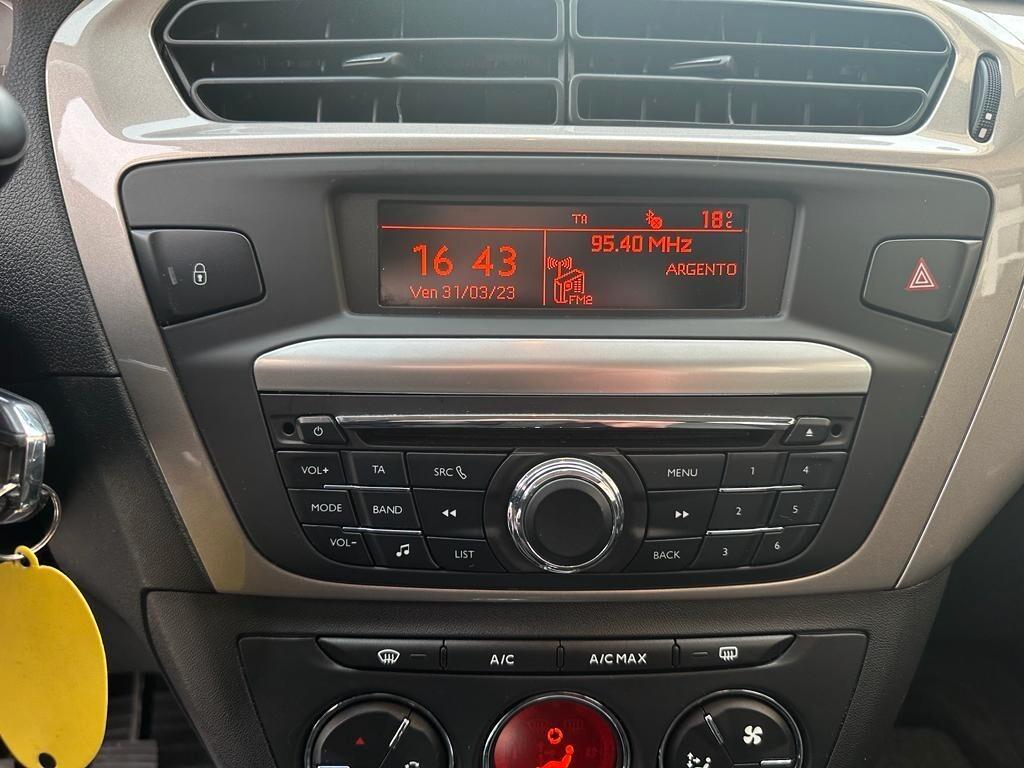 TA 18°C
95.40 MHz
16 43
ARGENTO
Ven 31/03/23
FM2
VOL+ TA SRC MENU 1 4
MODE BAND 2 5
VOL- LIST BACK 3 6
A/C A/C MAX